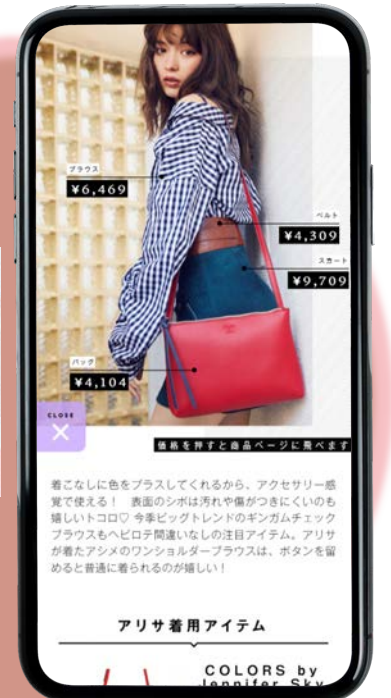 ブラウス
¥6,469
ベルト
¥4,309
スカート
¥9,709
バッグ
¥4,104
CLOSE
価格を押すと商品ページに飛べます
着こなしに色をプラスしてくれるから、アクセサリー感
覚で使える! 表面のシボは汚れや傷がつきにくいのも
嬉しいトコロ♡ 今季ビッグトレンドのギンガムチェック
ブラウスもヘビロテ間違いなしの注目アイテム。アリサ
が着たアシメのワンショルダーブラウスは、ボタンを留
めると普通に着られるのが嬉しい!
アリサ着用アイテム
COLORS by
Jennifer Sky